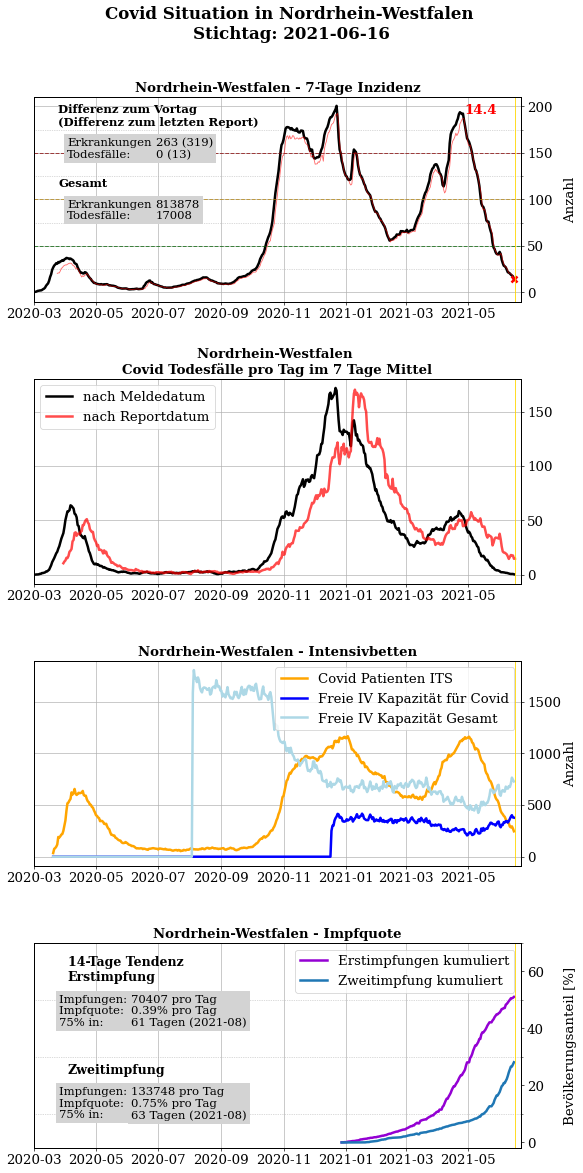 Covid Situation in Nordrhein-Westfalen
Stichtag: 2021-06-16
Nordrhein-Westfalen - 7-Tage Inzidenz
Differenz zum Vortag
(Differenz zum letzten Report)
Erkrankungen 263 (319)
Todesfälle: 0 (13)
Gesamt
Erkrankungen 813878
Todesfälle: 17008
14.4
200
150
100
50
0
Anzahl
2020-03 2020-05 2020-07 2020-09 2020-11 2021-01 2021-03 2021-05
Nordrhein-Westfalen
Covid Todesfälle pro Tag im 7 Tage Mittel
nach Meldedatum
nach Reportdatum
150
100
50
0
2020-03 2020-05 2020-07 2020-09 2020-11 2021-01 2021-03 2021-05
Nordrhein-Westfalen - Intensivbetten
Covid Patienten ITS
Freie IV Kapazität für Covid
Freie IV Kapazität Gesamt
1500
1000
500
0
Anzahl
2020-03 2020-05 2020-07 2020-09 2020-11 2021-01 2021-03 2021-05
Nordrhein-Westfalen - Impfquote
14-Tage Tendenz
Erstimpfung
Impfungen: 70407 pro Tag
Impfquote: 0.39% pro Tag
75% in: 61 Tagen (2021-08)
Zweitimpfung
Impfungen: 133748 pro Tag
Impfquote: 0.75% pro Tag
75% in: 63 Tagen (2021-08)
Erstimpfungen kumuliert
Zweitimpfung kumuliert
60
40
20
0
Bevölkerungsanteil [%]
2020-03 2020-05 2020-07 2020-09 2020-11 2021-01 2021-03 2021-05